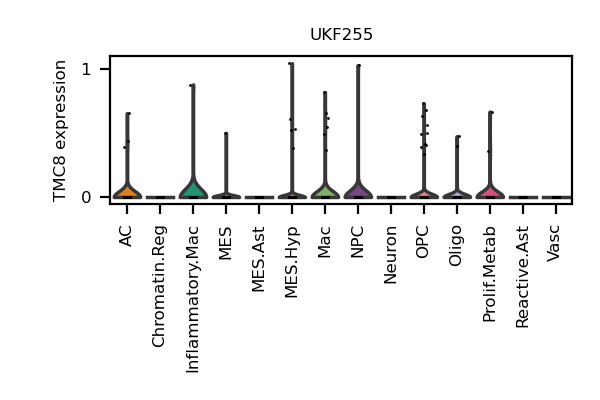 UKF255
TMC8 expression
1
0
AC
Chromatin.Reg
Inflammatory.Mac
MES
MES.Ast
MES.Hyp
Mac
NPC
Neuron
OPC
Oligo
Prolif.Metab
Reactive.Ast
Vasc